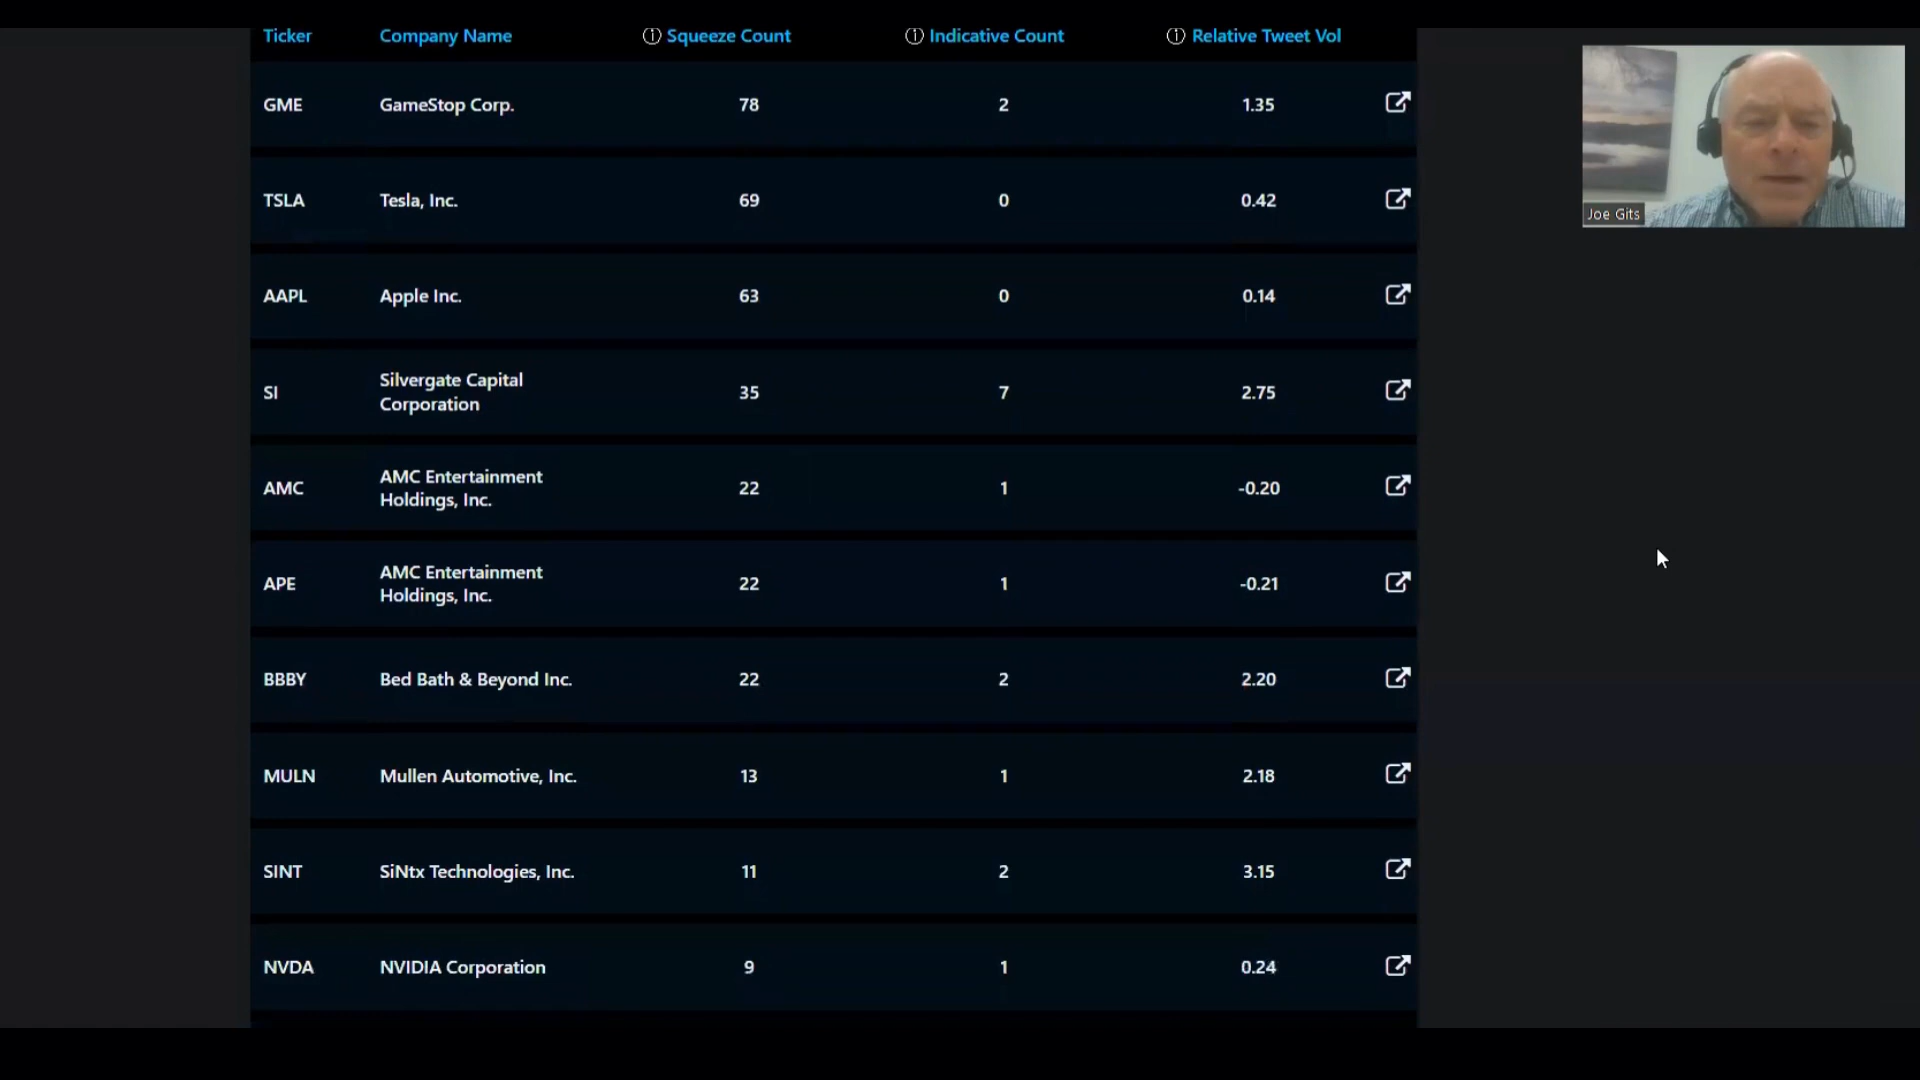 Ticker Company Name Squeeze Count Indicative Count Relative Tweet Vol
GME GameStop Corp. 78 2 1.35
TSLA Tesla, Inc. 69 0 0.42
AAPL Apple Inc. 63 0 0.14
SI Silvergate Capital
Corporation 35 7 2.75
AMC AMC Entertainment
Holdings, Inc. 22 1 -0.20
APE AMC Entertainment
Holdings, Inc. 22 1 -0.21
BBBY Bed Bath & Beyond Inc. 22 2 2.20
MULN Mullen Automotive, Inc. 13 1 2.18
SINT SiNtx Technologies, Inc. 11 2 3.15
NVDA NVIDIA Corporation 9 1 0.24
Joe Gits